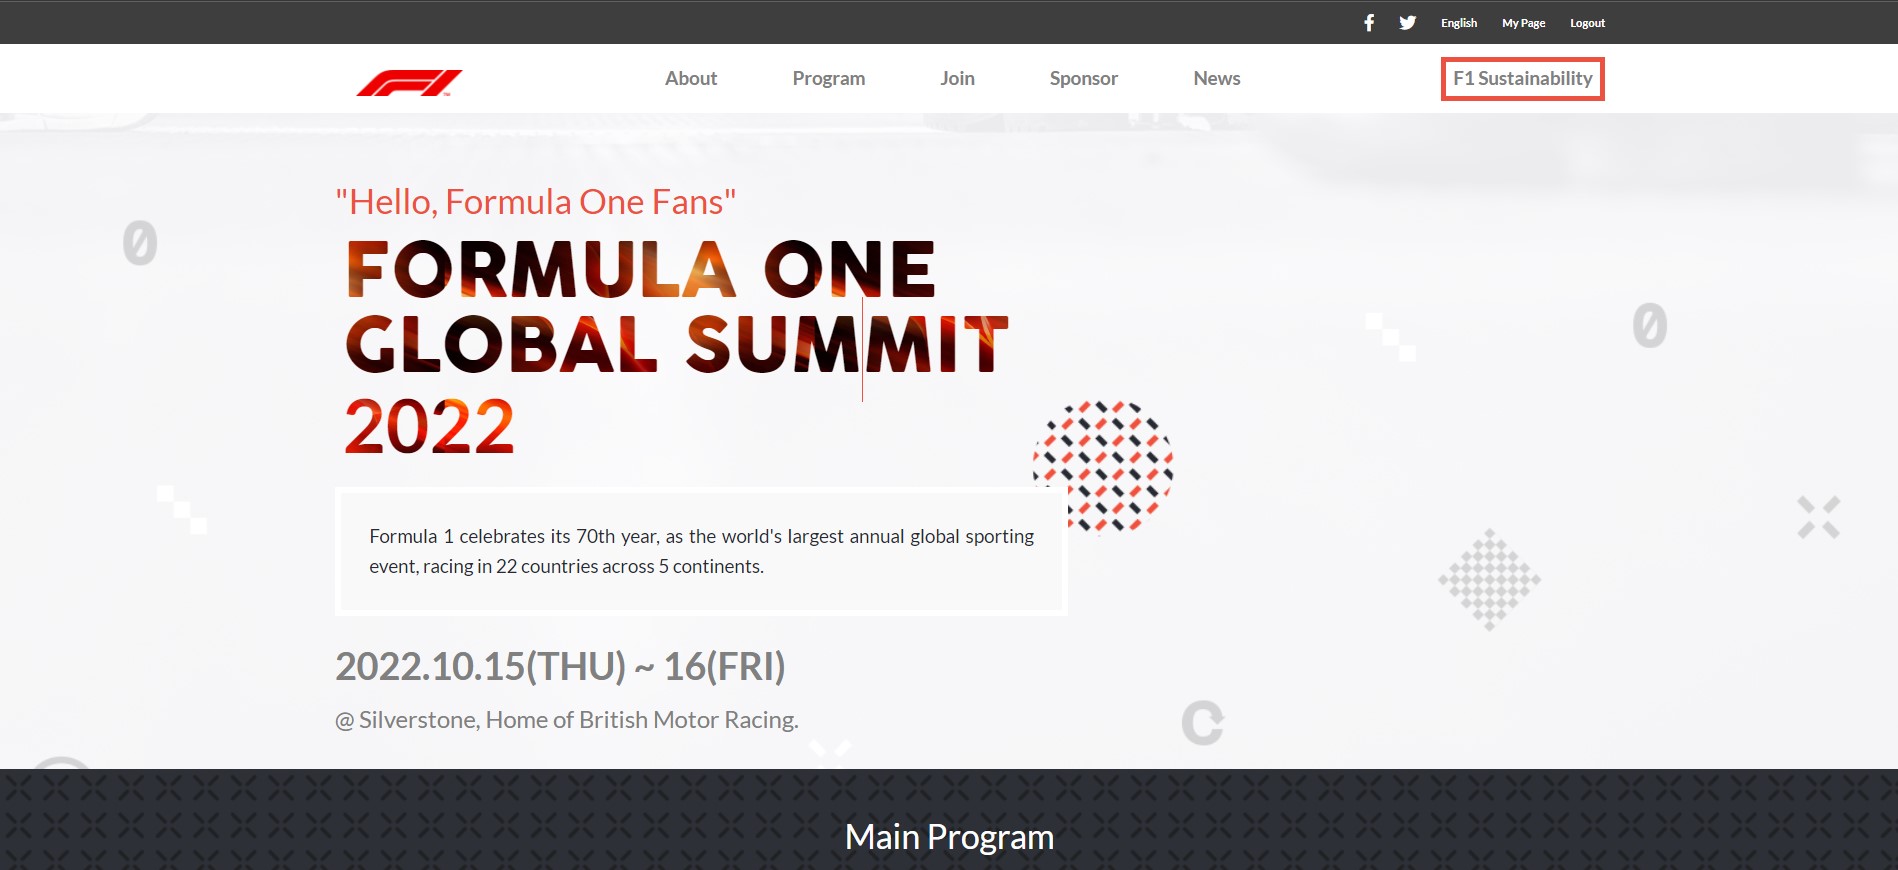 English My Page Logout
F1 About Program Join Sponsor News F1 Sustainability
"Hello, Formula One Fans"
FORMULA ONE
GLOBAL SUMMIT
2022
Formula 1 celebrates its 70th year, as the world's largest annual global sporting
event, racing in 22 countries across 5 continents.
2022.10.15(THU) ~ 16(FRI)
@ Silverstone, Home of British Motor Racing.
Main Program